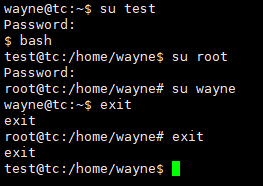 wayne@tc:~$ su test
Password:
$ bash
test@tc:/home/wayne$ su root
Password:
root@tc:/home/wayne# su wayne
wayne@tc:~$ exit
exit
root@tc:/home/wayne# exit
exit
test@tc:/home/wayne$